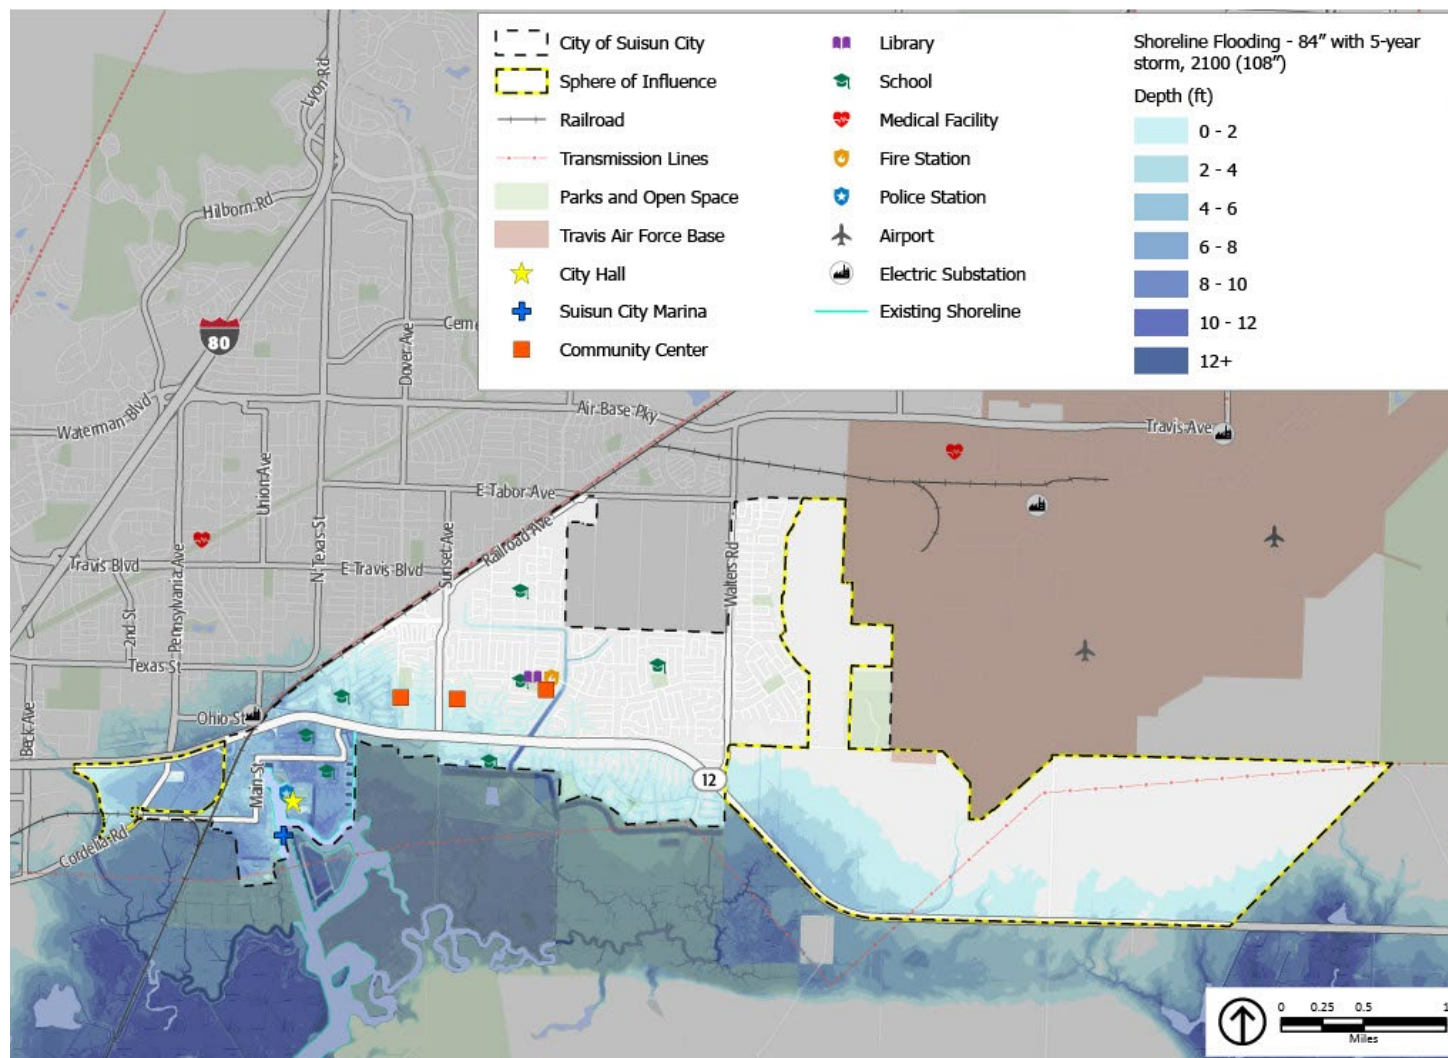 City of Suisun City
Sphere of Influence
Railroad
Transmission Lines
Parks and Open Space
Travis Air Force Base
City Hall
Suisun City Marina
Community Center
Library
School
Medical Facility
Fire Station
Police Station
Airport
Electric Substation
Existing Shoreline
Shoreline Flooding - 84" with 5-year
storm, 2100 (108")
Depth (ft)
0 - 2
2 - 4
4 - 6
6 - 8
8 - 10
10 - 12
12+
Lyon Rd
Hilborn Rd
80
Dover Ave
Waterman Blvd
Air Base Pky
Travis Ave
Union Ave
E Tabor Ave
N Texas St
Sunset Ave
Railroad Ave
Walters Rd
Travis Blvd
E Travis Blvd
2nd St
Pennsylvania Ave
Texas St
Beck Ave
Ohio St
Main St
12
Cordelia Rd
0 0.25 0.5 1
Miles